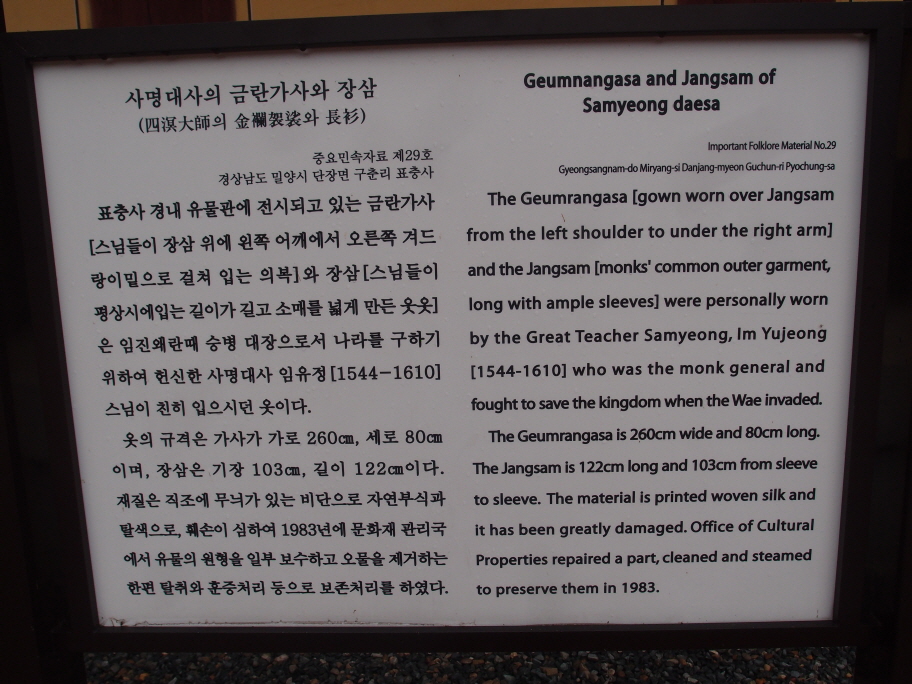 사명대사의 금란가사와 장삼
(四溟大師의 金襴袈裟와 長衫)
중요민속자료 제29호
경상남도 밀양시 단장면 구춘리 표충사
표충사 경내 유물관에 전시되고 있는 금란가사
[스님들이 장삼 위에 왼쪽 어깨에서 오른쪽 겨드
랑이밑으로 걸쳐 입는 의복]와 장삼[스님들이
평상시에입는 길이가 길고 소매를 넓게 만든 웃옷]
은 임진왜란때 승병 대장으로서 나라를 구하기
위하여 헌신한 사명대사 임유정[1544-1610]
스님이 친히 입으시던 옷이다.
옷의 규격은 가사가 가로 260㎝, 세로 80㎝
이며, 장삼은 기장 103㎝, 길이 122㎝이다.
재질은 직조에 무늬가 있는 비단으로 자연부식과
탈색으로, 훼손이 심하여 1983년에 문화재 관리국
에서 유물의 원형을 일부 보수하고 오물을 제거하는
한편 탈취와 훈증처리 등으로 보존처리를 하였다.
Geumnangasa and Jangsam of
Samyeong daesa
Important Folklore Material No.29
Gyeongsangnam-do Miryang-si Danjang-myeon Guchun-ri Pyochung-sa
The Geumrangasa [gown worn over Jangsam
from the left shoulder to under the right arm]
and the Jangsam [monks' common outer garment,
long with ample sleeves] were personally worn
by the Great Teacher Samyeong, Im Yujeong
[1544-1610] who was the monk general and
fought to save the kingdom when the Wae invaded.
The Geumrangasa is 260cm wide and 80cm long.
The Jangsam is 122cm long and 103cm from sleeve
to sleeve. The material is printed woven silk and
it has been greatly damaged. Office of Cultural
Properties repaired a part, cleaned and steamed
to preserve them in 1983.